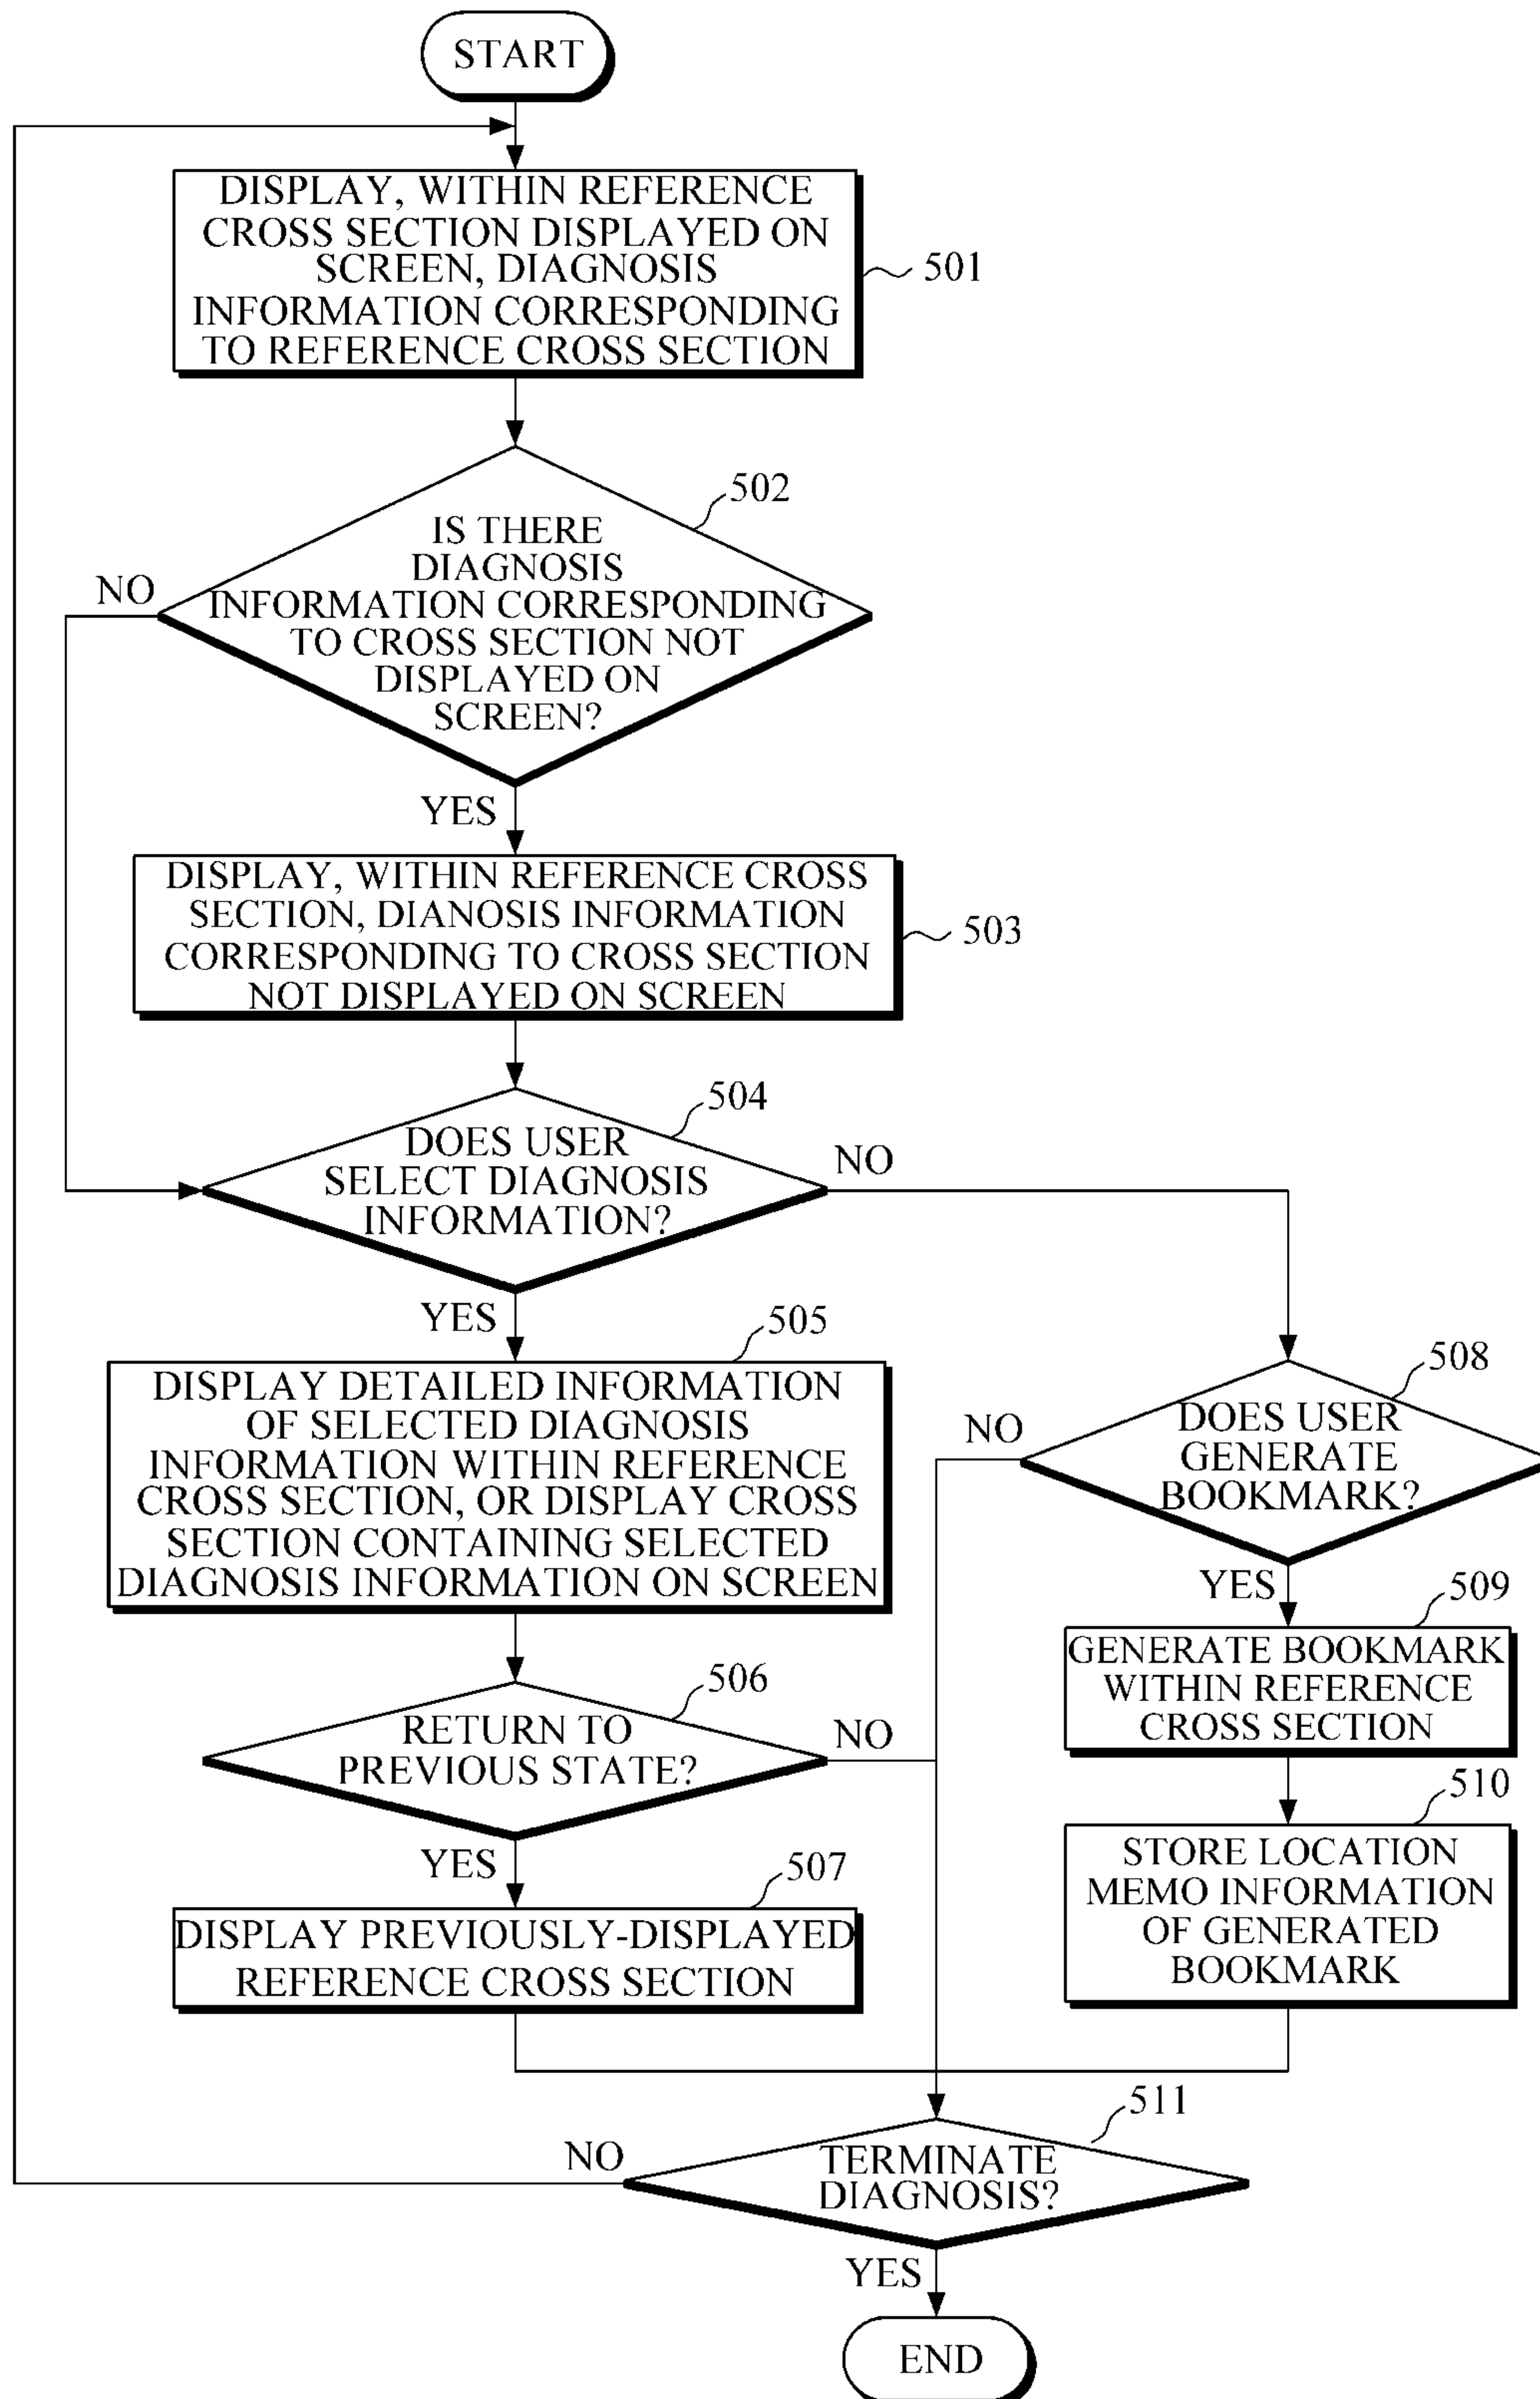 START
DISPLAY, WITHIN REFERENCE
CROSS SECTION DISPLAYED ON
SCREEN, DIAGNOSIS
INFORMATION CORRESPONDING
TO REFERENCE CROSS SECTION
501
502
IS THERE
DIAGNOSIS
INFORMATION CORRESPONDING
TO CROSS SECTION NOT
DISPLAYED ON
SCREEN?
NO
YES
DISPLAY, WITHIN REFERENCE CROSS
SECTION, DIANOSIS INFORMATION
CORRESPONDING TO CROSS SECTION
NOT DISPLAYED ON SCREEN
503
504
DOES USER
SELECT DIAGNOSIS
INFORMATION?
NO
YES
505
DISPLAY DETAILED INFORMATION
OF SELECTED DIAGNOSIS
INFORMATION WITHIN REFERENCE
CROSS SECTION, OR DISPLAY CROSS
SECTION CONTAINING SELECTED
DIAGNOSIS INFORMATION ON SCREEN
506
RETURN TO
PREVIOUS STATE?
NO
YES
507
DISPLAY PREVIOUSLY-DISPLAYED
REFERENCE CROSS SECTION
508
DOES USER
GENERATE
BOOKMARK?
NO
YES
509
GENERATE BOOKMARK
WITHIN REFERENCE
CROSS SECTION
510
STORE LOCATION
MEMO INFORMATION
OF GENERATED
BOOKMARK
511
TERMINATE
DIAGNOSIS?
NO
YES
END